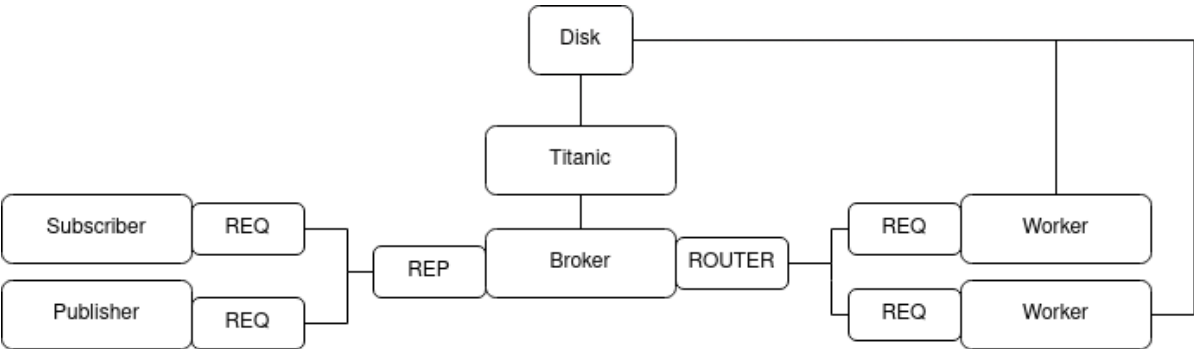 Disk
Titanic
Subscriber
REQ
REQ
Worker
REP
Broker
ROUTER
Publisher
REQ
REQ
Worker